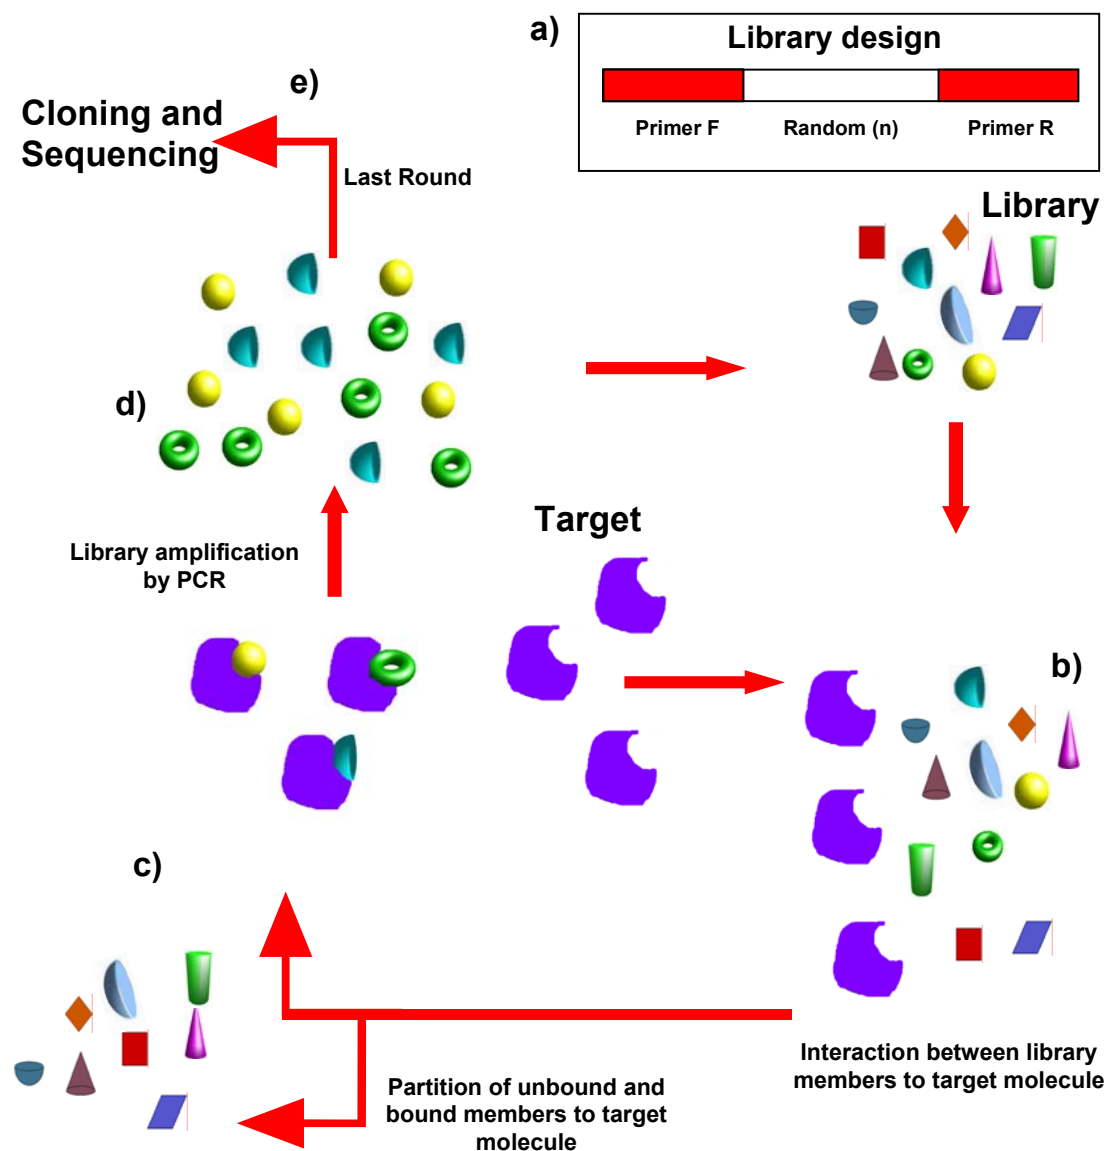 a)
Library design
Primer F
Random (n)
Primer R
e)
Cloning and
Sequencing
Last Round
Library
d)
Library amplification
by PCR
Target
b)
c)
Interaction between library
members to target molecule
Partition of unbound and
bound members to target
molecule